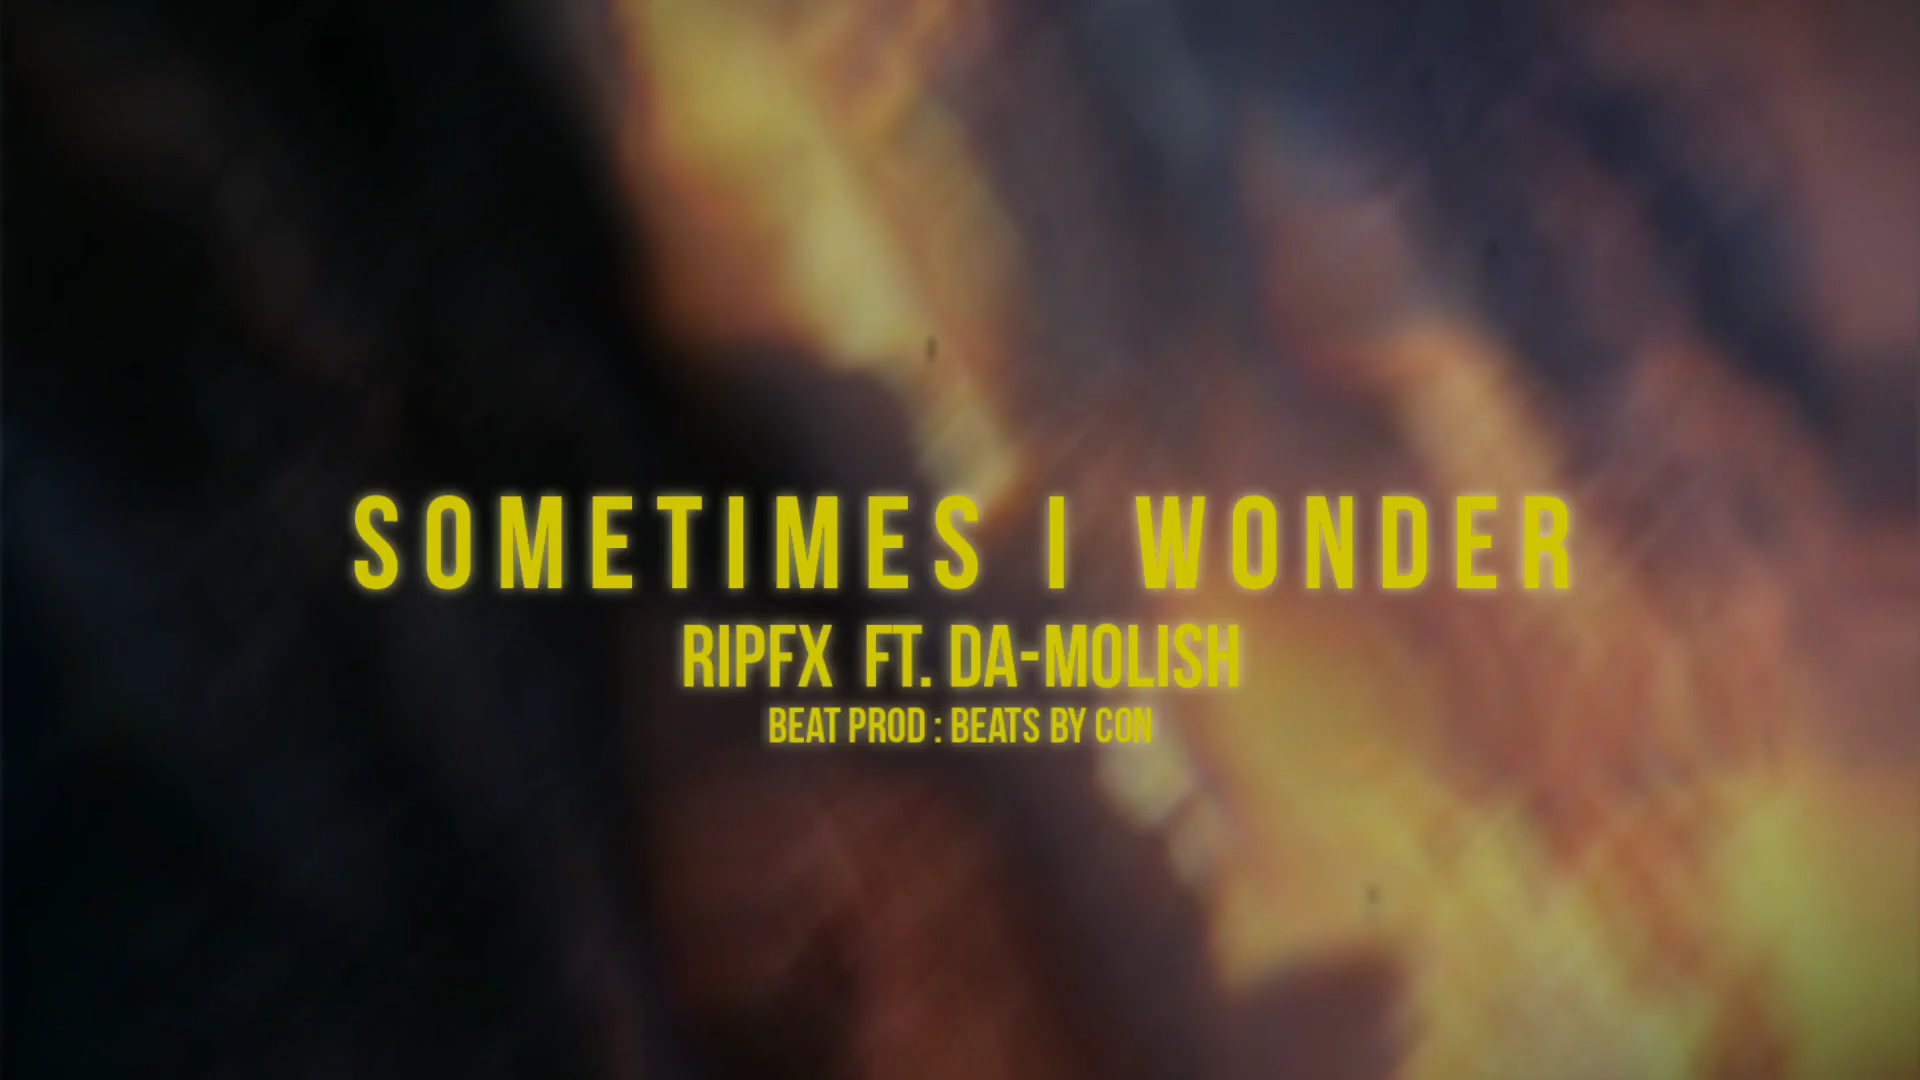 SOMETIMES I WONDER
RIPFX FT. DA-MOLISH
BEAT PROD : BEATS BY CON